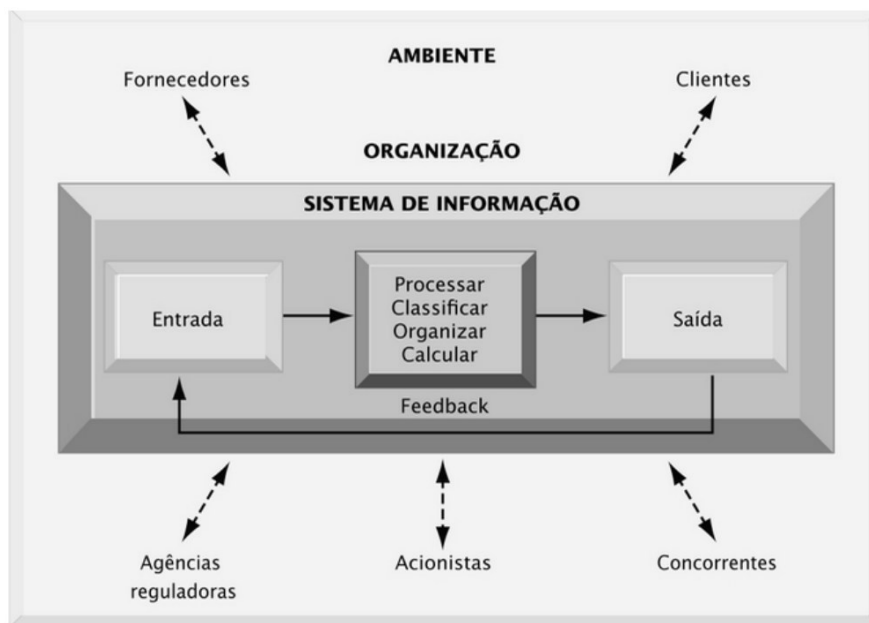 AMBIENTE
Fornecedores
Clientes
ORGANIZAÇÃO
SISTEMA DE INFORMAÇÃO
Entrada
Processar
Classificar
Organizar
Calcular
Saída
Feedback
Agências
reguladoras
Acionistas
Concorrentes